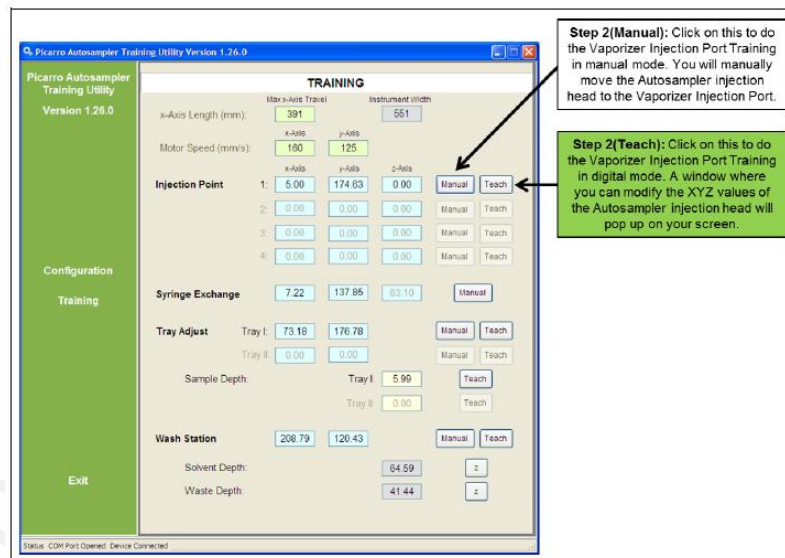 Picarro Autosampler Training Utility Version 1.26.0
Picarro Autosampler
Training Utility
Version 1.26.0
Configuration
Training
Exit
TRAINING
Max x-Axis Travel Instrument Width
x-Axis Length (mm): 391 551
x-Axis y-Axis
Motor Speed (mm/s): 160 125
x-Axis y-Axis z-Axis
Injection Point 1: 5.00 174.63 0.00 Manual Teach
2: 0.00 0.00 0.00 Manual Teach
3: 0.00 0.00 0.00 Manual Teach
4: 0.00 0.00 0.00 Manual Teach
Syringe Exchange 7.22 137.85 63.10 Manual
Tray Adjust Tray I: 73.18 176.78 Manual Teach
Tray II: 0.00 0.00 Manual Teach
Sample Depth: Tray I: 5.99 Teach
Tray II: 0.00 Teach
Wash Station 208.79 120.43 Manual Teach
Solvent Depth: 64.59 z
Waste Depth: 41.44 z
Status COM Port Opened Device Connected
Step 2(Manual): Click on this to do
the Vaporizer Injection Port Training
in manual mode. You will manually
move the Autosampler injection
head to the Vaporizer Injection Port.
Step 2(Teach): Click on this to do
the Vaporizer Injection Port Training
in digital mode. A window where
you can modify the XYZ values of
the Autosampler injection head will
pop up on your screen.